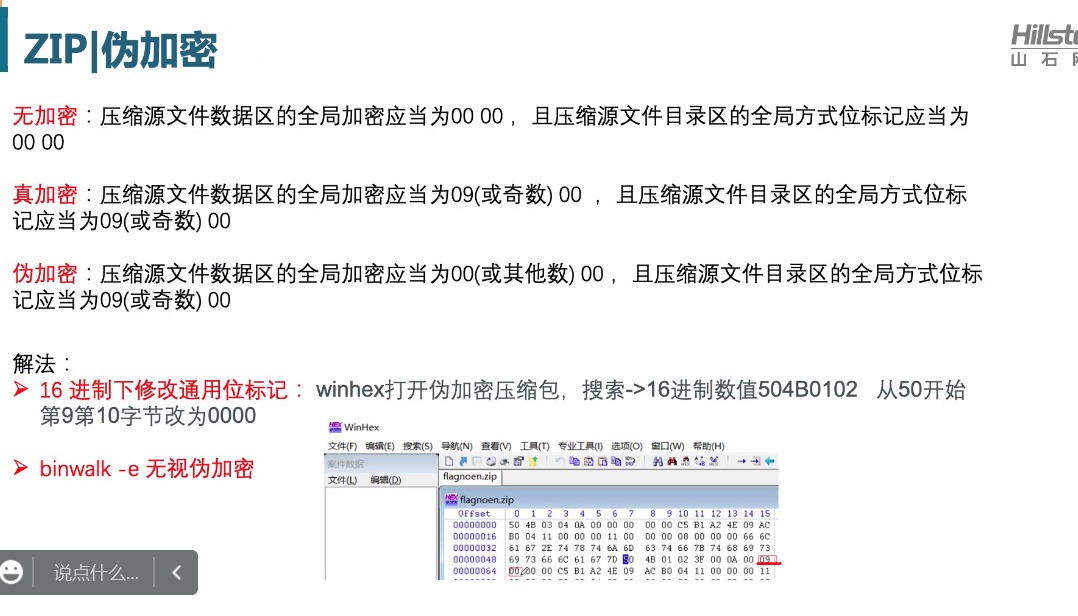 ZIP|伪加密
Hillst
山石
无加密：压缩源文件数据区的全局加密应当为00 00 ，且压缩源文件目录区的全局方式位标记应当为
00 00
真加密：压缩源文件数据区的全局加密应当为09(或奇数) 00 ，且压缩源文件目录区的全局方式位标
记应当为09(或奇数) 00
伪加密：压缩源文件数据区的全局加密应当为00(或其他数) 00 ，且压缩源文件目录区的全局方式位标
记应当为09(或奇数) 00
解法：
➢ 16 进制下修改通用位标记： winhex打开伪加密压缩包，搜索->16进制数值504B0102 从50开始
第9第10字节改为0000
➢ binwalk -e 无视伪加密
WinHex
文件(F) 编辑(E) 搜索(S) 导航(N) 查看(V) 工具(T) 专业工具(I) 选项(O) 窗口(W) 帮助(H)
案件数据
文件(L) 编辑(D)
flagnoen.zip
flagnoen.zip
Offset 0 1 2 3 4 5 6 7 8 9 10 11 12 13 14 15
00000000 50 4B 03 04 0A 00 00 00 00 00 C5 B1 A2 4E 09 AC
00000016 B0 04 11 00 00 00 11 00 00 00 08 00 00 00 66 6C
00000032 61 67 2E 74 78 74 6A 6D 63 74 66 7B 74 68 69 73
00000048 69 73 66 6C 61 67 7D 50 4B 01 02 3F 00 0A 00 09
00000064 00 00 00 C5 B1 A2 4E 09 AC B0 04 11 00 00 00 11
说点什么...